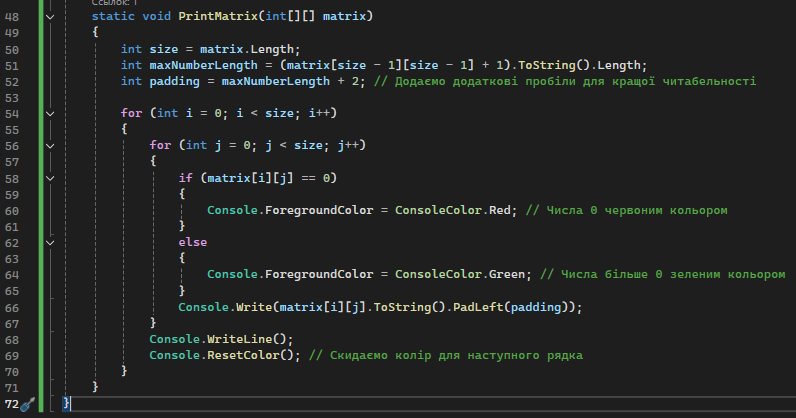 Ссылок: 1
48 static void PrintMatrix(int[][] matrix)
49 {
50 int size = matrix.Length;
51 int maxNumberLength = (matrix[size - 1][size - 1] + 1).ToString().Length;
52 int padding = maxNumberLength + 2; // Додаємо додаткові пробіли для кращої читабельності
53
54 for (int i = 0; i < size; i++)
55 {
56 for (int j = 0; j < size; j++)
57 {
58 if (matrix[i][j] == 0)
59 {
60 Console.ForegroundColor = ConsoleColor.Red; // Числа 0 червоним кольором
61 }
62 else
63 {
64 Console.ForegroundColor = ConsoleColor.Green; // Числа більше 0 зеленим кольором
65 }
66 Console.Write(matrix[i][j].ToString().PadLeft(padding));
67 }
68 Console.WriteLine();
69 Console.ResetColor(); // Скидаємо колір для наступного рядка
70 }
71 }
72 }